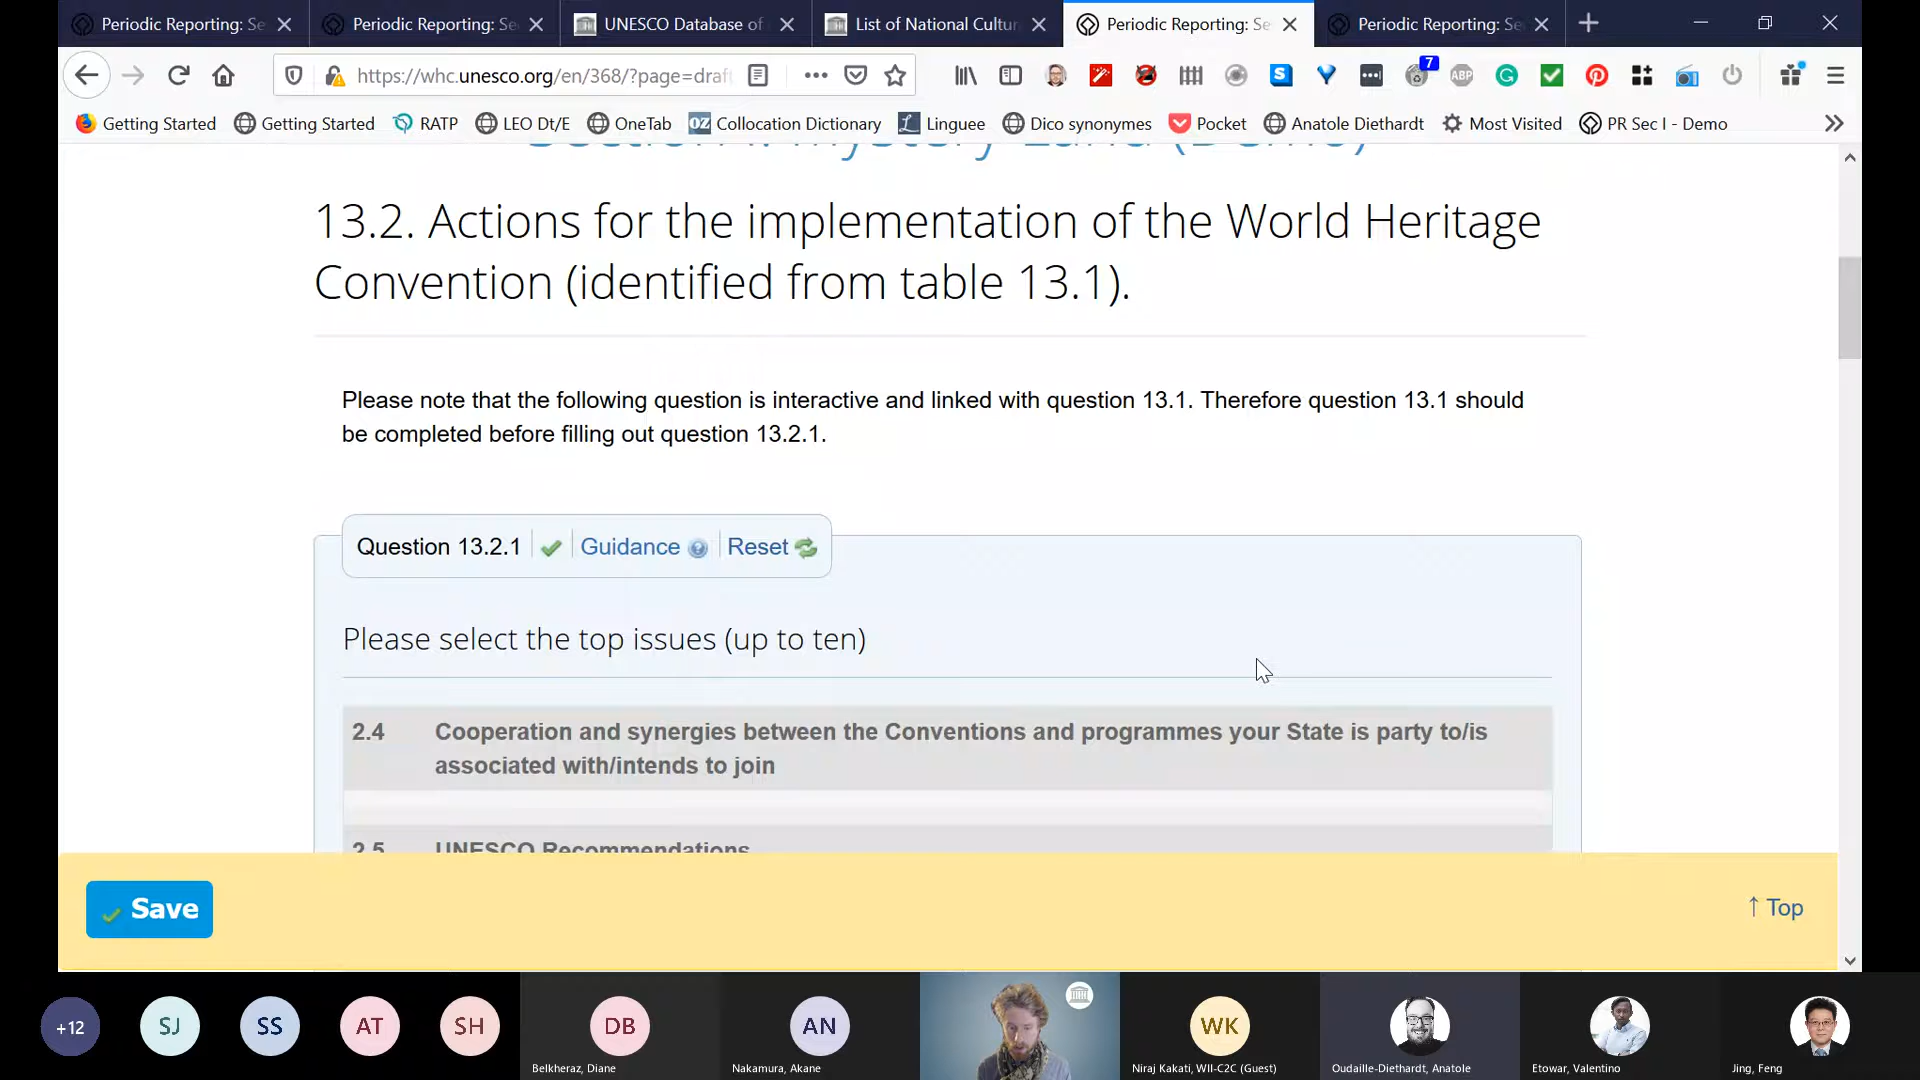 Periodic Reporting: Se
Periodic Reporting: Se
UNESCO Database of
List of National Cultur
Periodic Reporting: Se
Periodic Reporting: Se
https://whc.unesco.org/en/368/?page=draf
7
ABP
Getting Started
Getting Started
RATP
LEO Dt/E
OneTab
Collocation Dictionary
Linguee
Dico synonymes
Pocket
Anatole Diethardt
Most Visited
PR Sec I - Demo
13.2. Actions for the implementation of the World Heritage
Convention (identified from table 13.1).
Please note that the following question is interactive and linked with question 13.1. Therefore question 13.1 should
be completed before filling out question 13.2.1.
Question 13.2.1
Guidance
Reset
Please select the top issues (up to ten)
2.4 Cooperation and synergies between the Conventions and programmes your State is party to/is
associated with/intends to join
2.5 UNESCO Recommendations
Save
↑ Top
+12
SJ
SS
AT
SH
DB
AN
WK
Belkheraz, Diane
Nakamura, Akane
Niraj Kakati, WII-C2C (Guest)
Oudaille-Diethardt, Anatole
Etowar, Valentino
Jing, Feng